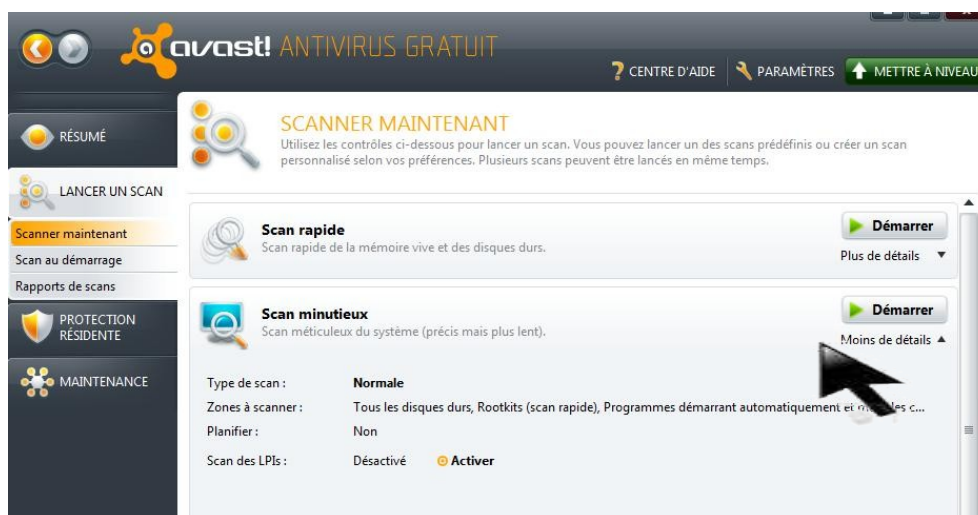 avast! ANTIVIRUS GRATUIT
CENTRE D'AIDE
PARAMÈTRES
METTRE À NIVEAU
RÉSUMÉ
LANCER UN SCAN
Scanner maintenant
Scan au démarrage
Rapports de scans
PROTECTION
RÉSIDENTE
MAINTENANCE
SCANNER MAINTENANT
Utilisez les contrôles ci-dessous pour lancer un scan. Vous pouvez lancer un des scans prédéfinis ou créer un scan
personnalisé selon vos préférences. Plusieurs scans peuvent être lancés en même temps.
Scan rapide
Scan rapide de la mémoire vive et des disques durs.
Démarrer
Plus de détails
Scan minutieux
Scan méticuleux du système (précis mais plus lent).
Démarrer
Moins de détails
Type de scan : Normale
Zones à scanner : Tous les disques durs, Rootkits (scan rapide), Programmes démarrant automatiquement et c...
Planifier : Non
Scan des LPIs : Désactivé Activer